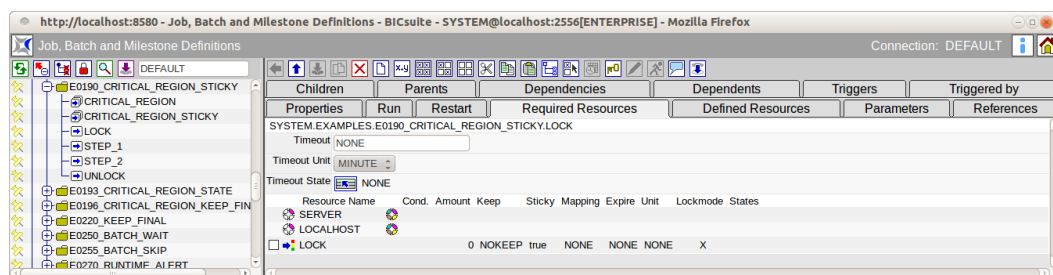 http://localhost:8580 - Job, Batch and Milestone Definitions - BICsuite - SYSTEM@localhost:2556[ENTERPRISE] - Mozilla Firefox
Job, Batch and Milestone Definitions
Connection: DEFAULT
DEFAULT
E0190_CRITICAL_REGION_STICKY
CRITICAL_REGION
CRITICAL_REGION_STICKY
LOCK
STEP_1
STEP_2
UNLOCK
E0193_CRITICAL_REGION_STATE
E0196_CRITICAL_REGION_KEEP_FIN
E0220_KEEP_FINAL
E0250_BATCH_WAIT
E0255_BATCH_SKIP
E0270_RUNTIME_ALERT
Children Parents Dependencies Dependents Triggers Triggered by
Properties Run Restart Required Resources Defined Resources Parameters References
SYSTEM.EXAMPLES.E0190_CRITICAL_REGION_STICKY.LOCK
Timeout NONE
Timeout Unit MINUTE
Timeout State NONE
Resource Name Cond. Amount Keep Sticky Mapping Expire Unit Lockmode States
SERVER
LOCALHOST
LOCK 0 NOKEEP true NONE NONE NONE X